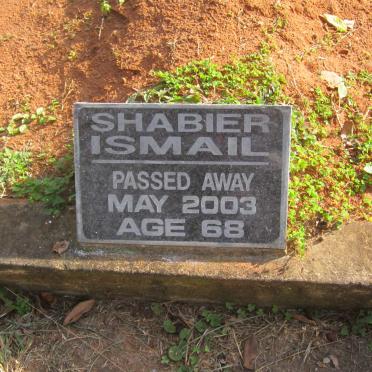 SHABIER
ISMAIL
PASSED AWAY
MAY 2003
AGE 68